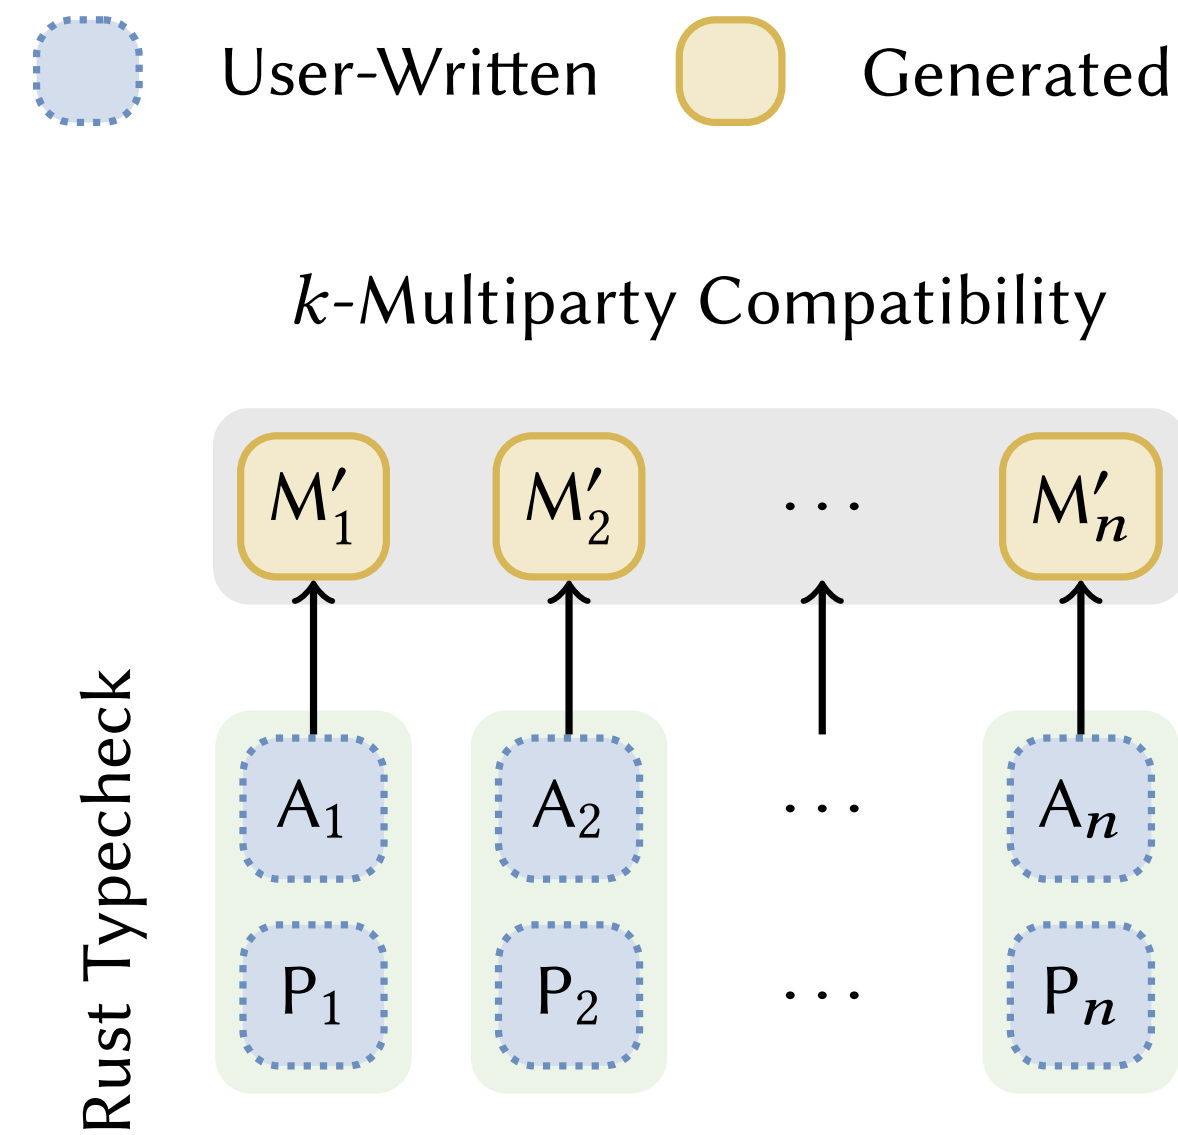 User-Written Generated
k-Multiparty Compatibility
M′₁ M′₂ ... M′ₙ
Rust Typecheck
A₁ A₂ ... Aₙ
P₁ P₂ ... Pₙ